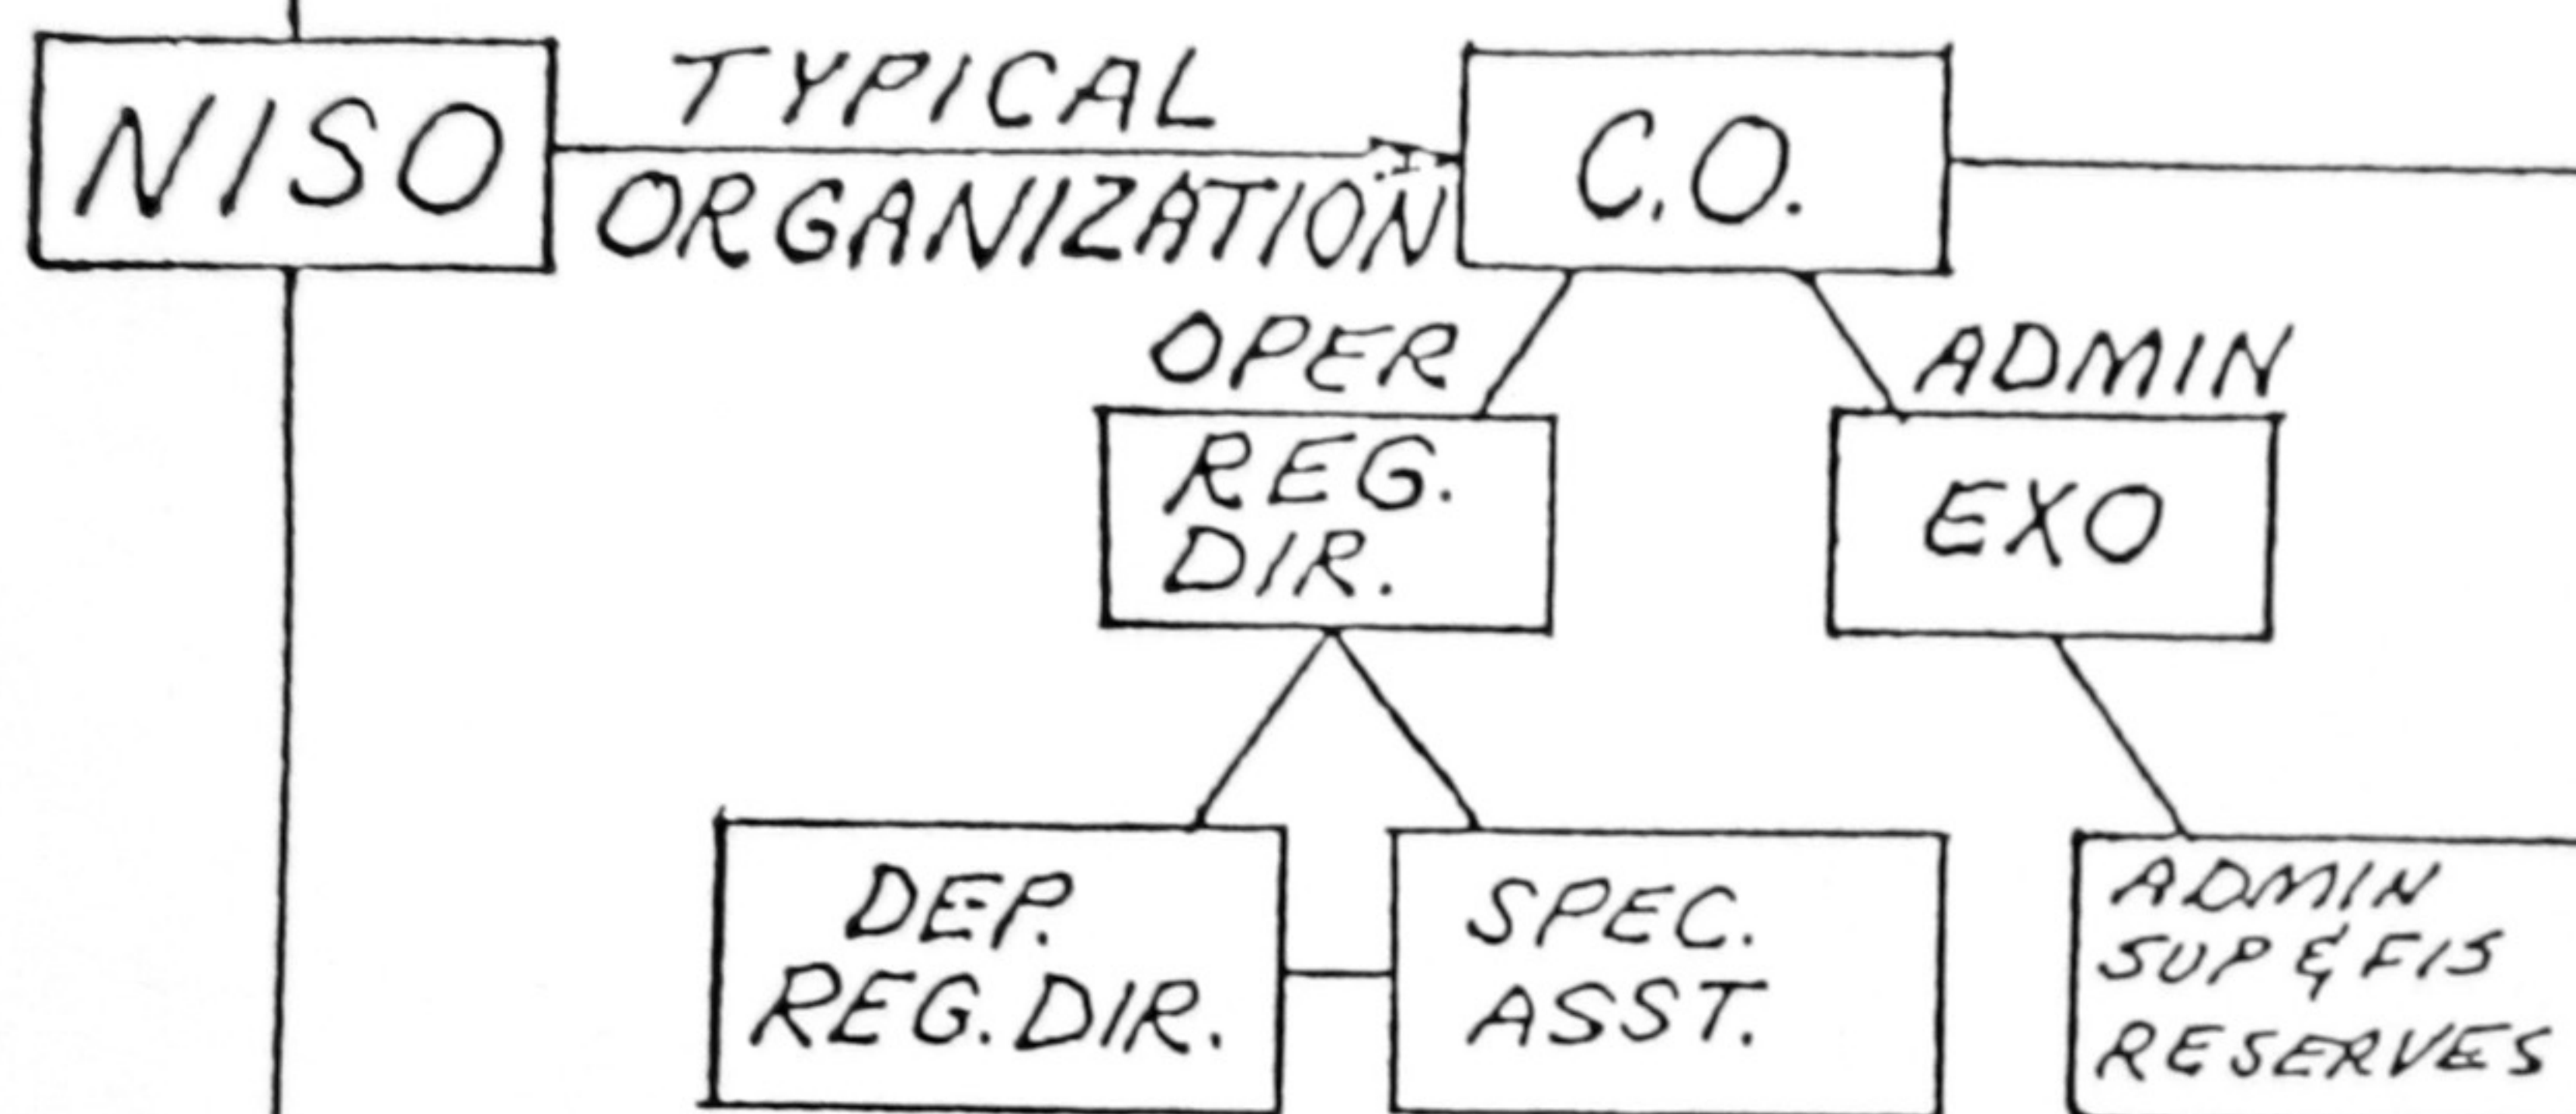 NISO
TYPICAL
ORGANIZATION
C.O.
OPER
ADMIN
REG.
DIR.
EXO
DEP.
REG. DIR.
SPEC.
ASST.
ADMIN
SUP & FIS
RESERVES